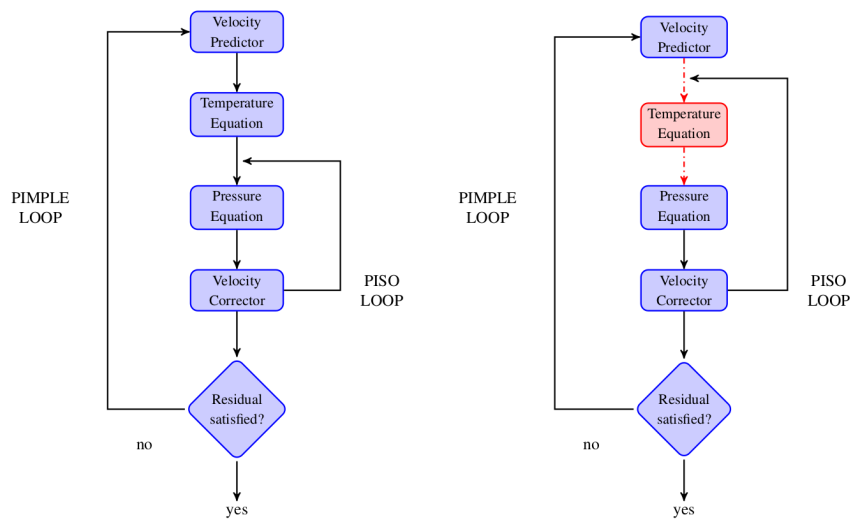 Velocity
Predictor
Temperature
Equation
PIMPLE
LOOP
Pressure
Equation
Velocity
Corrector
PISO
LOOP
Residual
satisfied?
no
yes
Velocity
Predictor
Temperature
Equation
PIMPLE
LOOP
Pressure
Equation
Velocity
Corrector
PISO
LOOP
Residual
satisfied?
no
yes